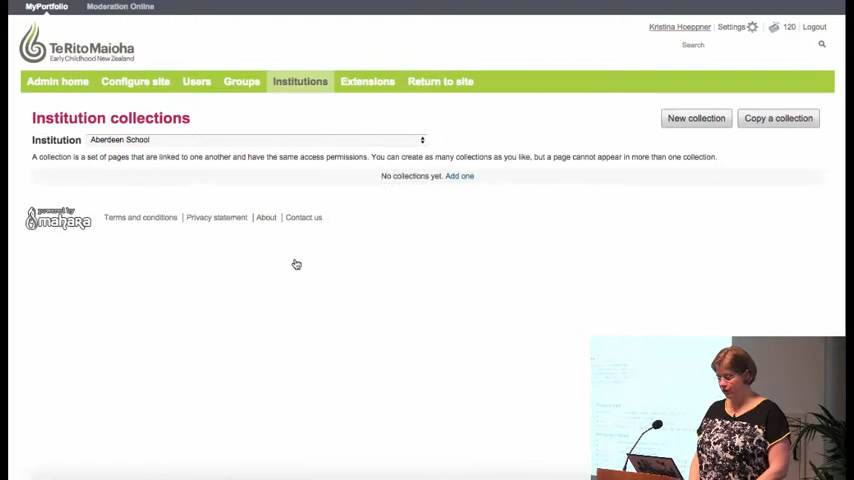 MyPortfolio Moderation Online
Kristina Hoeppner Settings 120 Logout
Te Rito Maioha
Early Childhood New Zealand
Search
Admin home Configure site Users Groups Institutions Extensions Return to site
Institution collections
New collection Copy a collection
Institution Aberdeen School
A collection is a set of pages that are linked to one another and have the same access permissions. You can create as many collections as you like, but a page cannot appear in more than one collection.
No collections yet. Add one
powered by
mahara
Terms and conditions | Privacy statement | About | Contact us